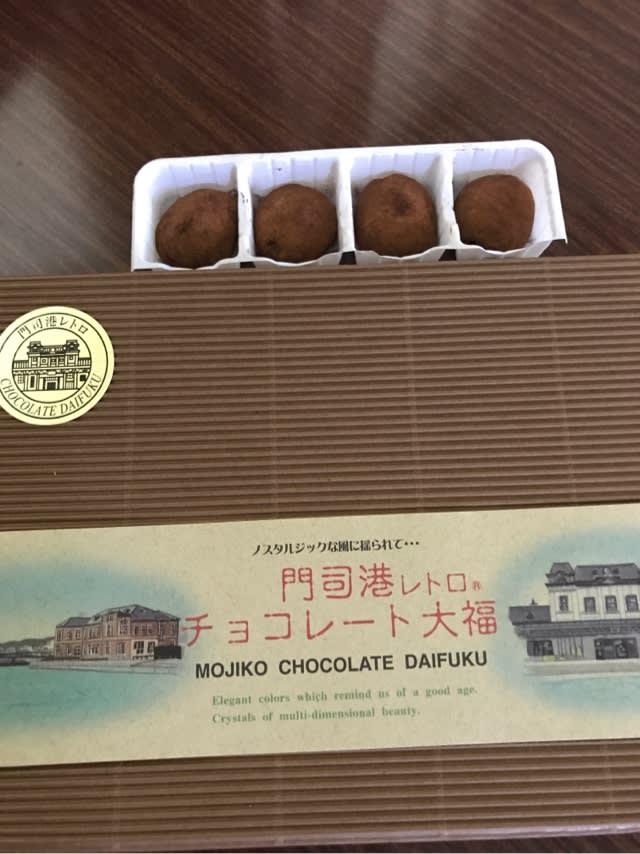 門司港レトロ
CHOCOLATE DAIFUKU
ノスタルジックな風に揺られて・・・
門司港レトロ®
チョコレート大福
MOJIKO CHOCOLATE DAIFUKU
Elegant colors which remind us of a good age.
Crystals of multi-dimensional beauty.